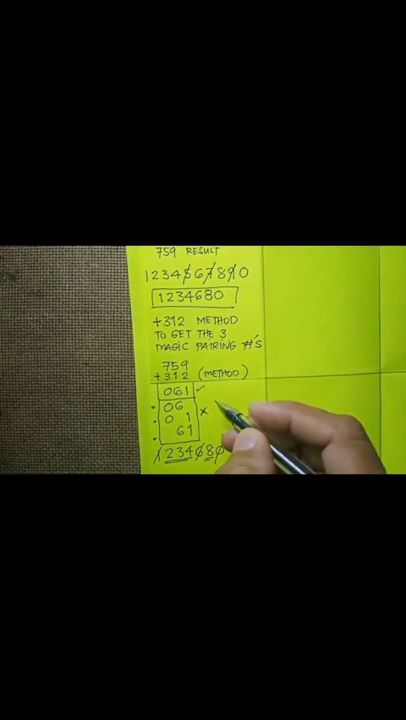 759 RESULT
1234567890
1234680
+312 METHOD
TO GET THE 3
MAGIC PAIRING #'S
759
+312 (METHOD)
061 ✓
06
0 1 ×
61
1234680